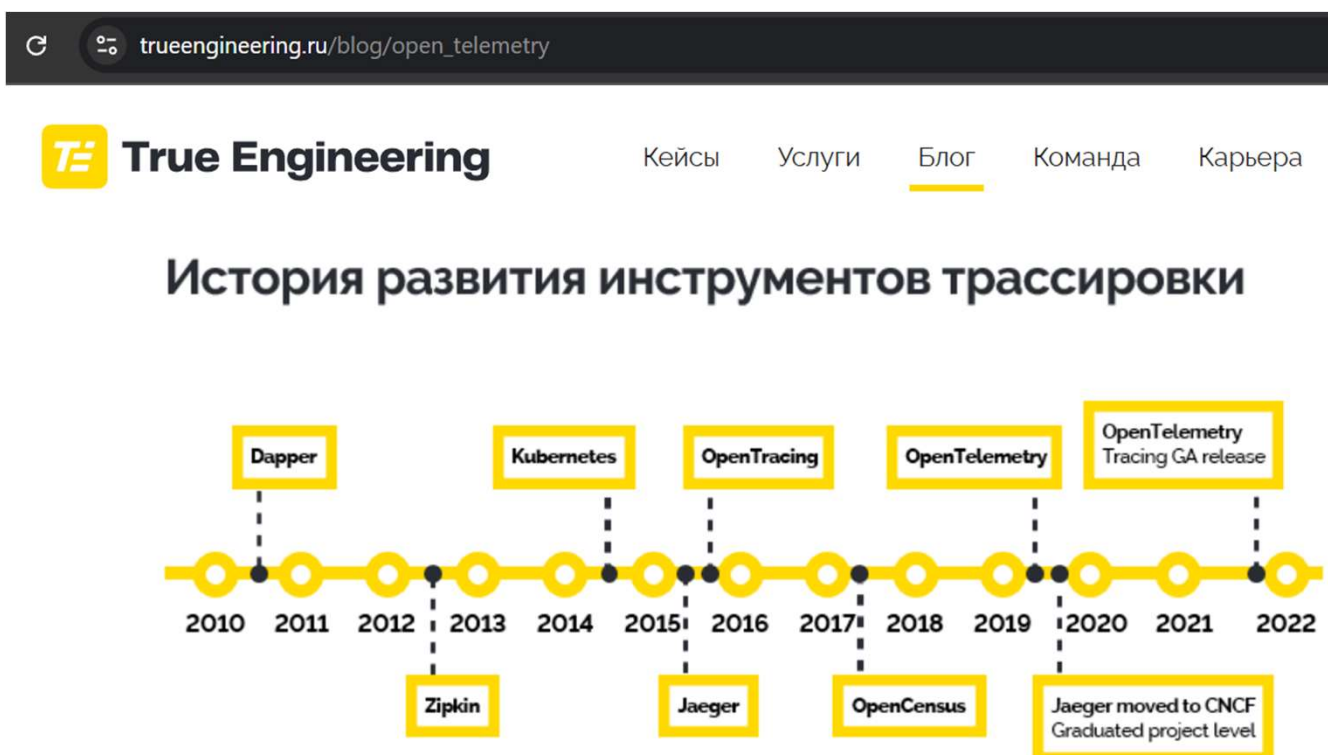 trueengineering.ru/blog/open_telemetry
TE True Engineering
Кейсы Услуги Блог Команда Карьера
История развития инструментов трассировки
Dapper
Kubernetes
OpenTracing
OpenTelemetry
OpenTelemetry
Tracing GA release
2010 2011 2012 2013 2014 2015 2016 2017 2018 2019 2020 2021 2022
Zipkin
Jaeger
OpenCensus
Jaeger moved to CNCF
Graduated project level